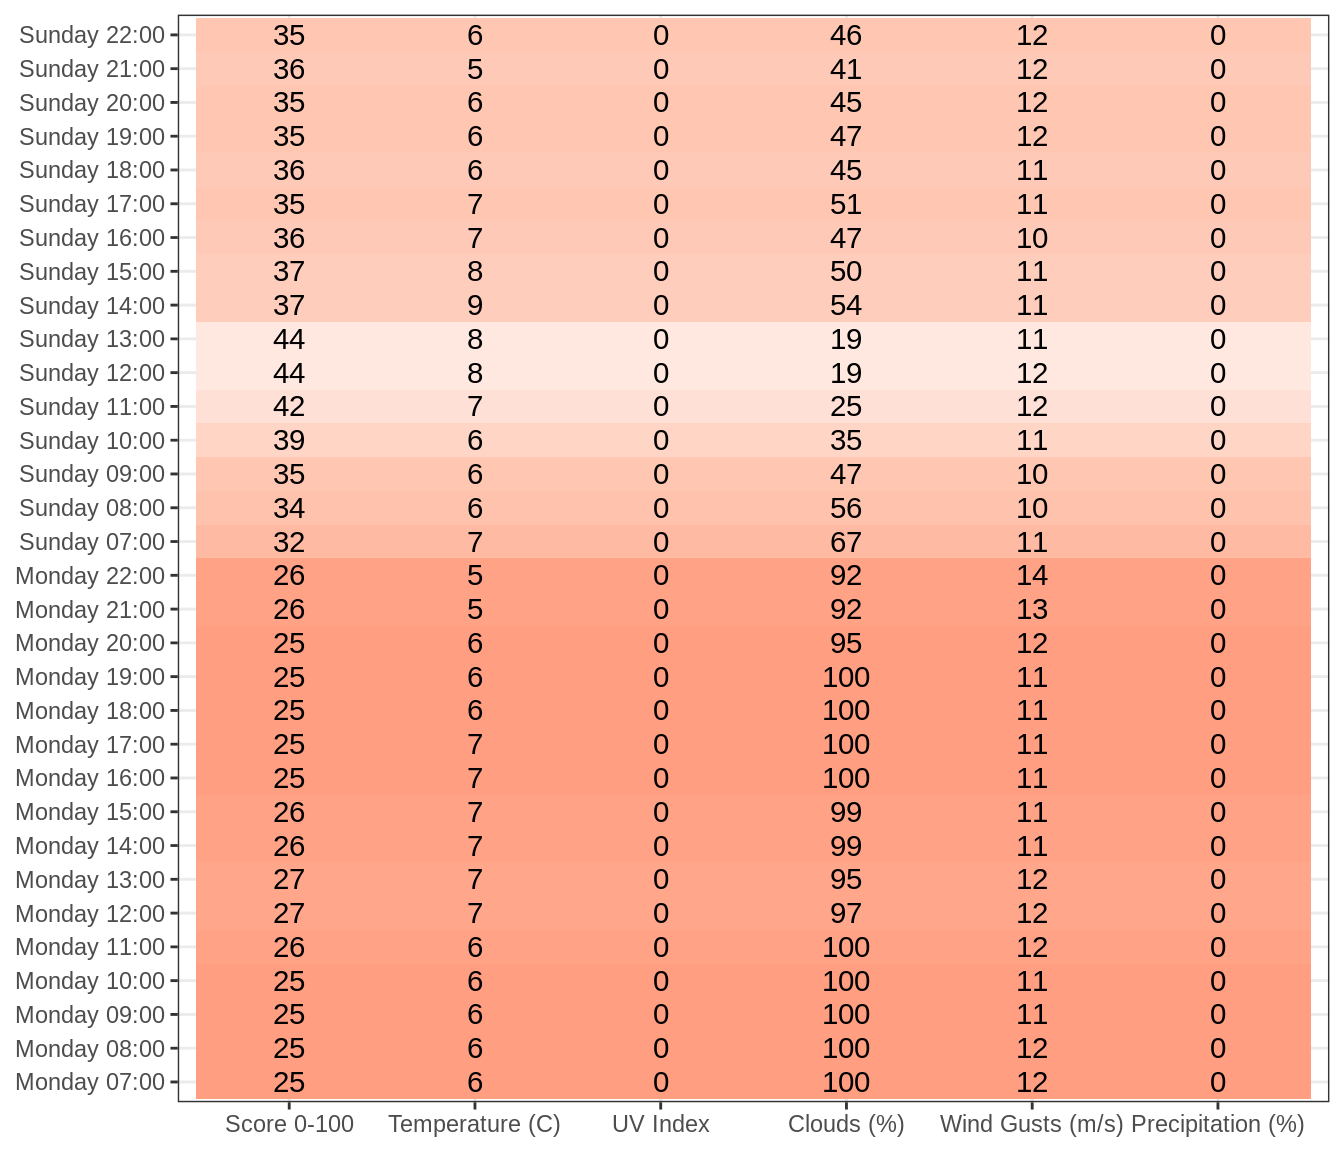 Sunday 22:00 35 6 0 46 12 0
Sunday 21:00 36 5 0 41 12 0
Sunday 20:00 35 6 0 45 12 0
Sunday 19:00 35 6 0 47 12 0
Sunday 18:00 36 6 0 45 11 0
Sunday 17:00 35 7 0 51 11 0
Sunday 16:00 36 7 0 47 10 0
Sunday 15:00 37 8 0 50 11 0
Sunday 14:00 37 9 0 54 11 0
Sunday 13:00 44 8 0 19 11 0
Sunday 12:00 44 8 0 19 12 0
Sunday 11:00 42 7 0 25 12 0
Sunday 10:00 39 6 0 35 11 0
Sunday 09:00 35 6 0 47 10 0
Sunday 08:00 34 6 0 56 10 0
Sunday 07:00 32 7 0 67 11 0
Monday 22:00 26 5 0 92 14 0
Monday 21:00 26 5 0 92 13 0
Monday 20:00 25 6 0 95 12 0
Monday 19:00 25 6 0 100 11 0
Monday 18:00 25 6 0 100 11 0
Monday 17:00 25 7 0 100 11 0
Monday 16:00 25 7 0 100 11 0
Monday 15:00 26 7 0 99 11 0
Monday 14:00 26 7 0 99 11 0
Monday 13:00 27 7 0 95 12 0
Monday 12:00 27 7 0 97 12 0
Monday 11:00 26 6 0 100 12 0
Monday 10:00 25 6 0 100 11 0
Monday 09:00 25 6 0 100 11 0
Monday 08:00 25 6 0 100 12 0
Monday 07:00 25 6 0 100 12 0
Score 0-100 Temperature (C) UV Index Clouds (%) Wind Gusts (m/s) Precipitation (%)